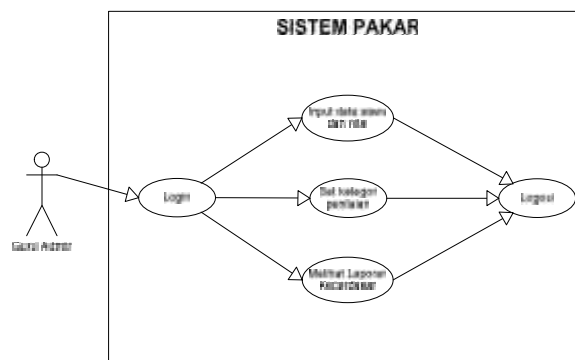 SISTEM PAKAR
Input data siswa
dan nilai
Login
Set kategori
penilaian
Logout
Guru/Admin
Melihat Laporan
Kecerdasan